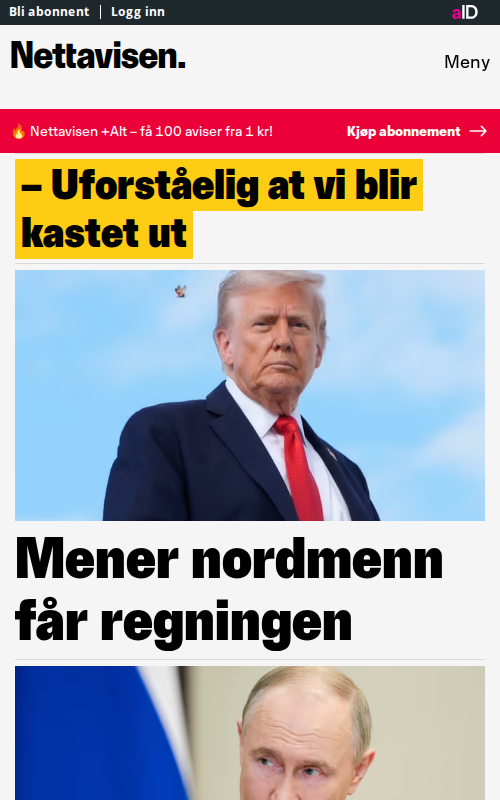 Bli abonnent | Logg inn
aID
Nettavisen.
Meny
🔥 Nettavisen +Alt – få 100 aviser fra 1 kr!
Kjøp abonnement →
– Uforståelig at vi blir
kastet ut
Mener nordmenn
får regningen